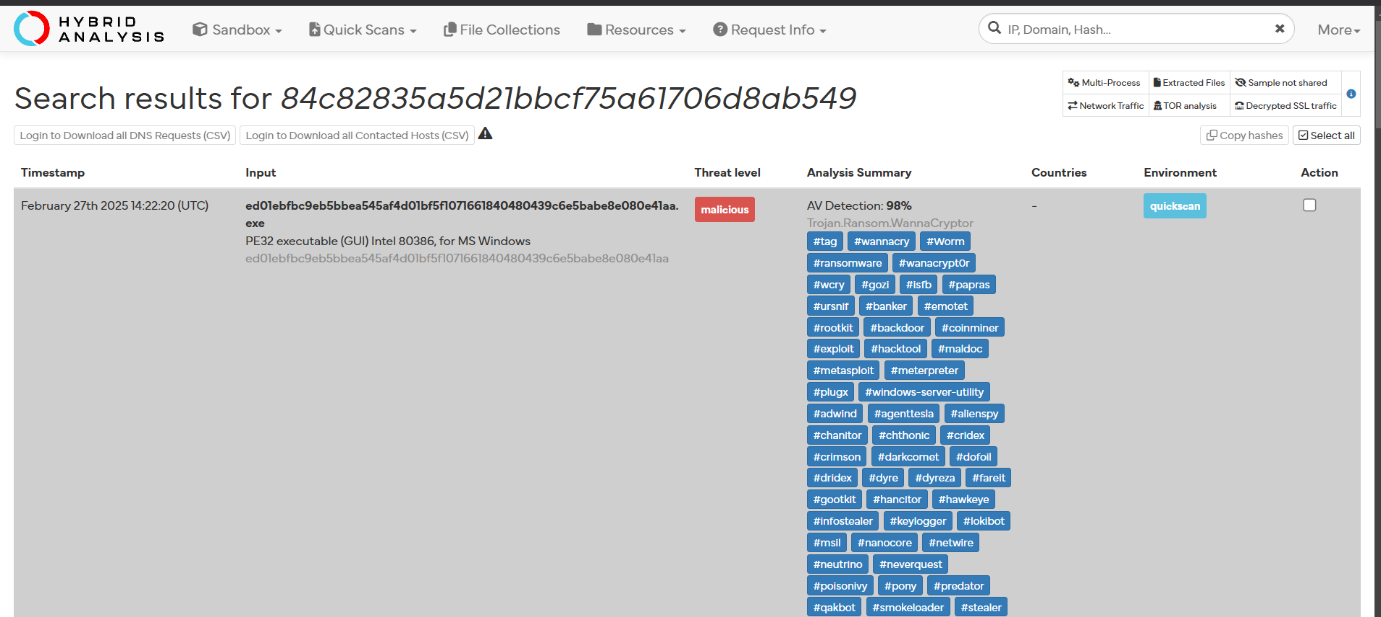 HYBRID
ANALYSIS
Sandbox
Quick Scans
File Collections
Resources
Request Info
IP, Domain, Hash...
More
Search results for 84c82835a5d21bbcf75a61706d8ab549
Multi-Process
Extracted Files
Sample not shared
Network Traffic
TOR analysis
Decrypted SSL traffic
Login to Download all DNS Requests (CSV)
Login to Download all Contacted Hosts (CSV)
Copy hashes
Select all
Timestamp
Input
Threat level
Analysis Summary
Countries
Environment
Action
February 27th 2025 14:22:20 (UTC)
ed01ebfbc9eb5bbea545af4d01bf5f1071661840480439c6e5babe8e080e41aa.
exe
PE32 executable (GUI) Intel 80386, for MS Windows
ed01ebfbc9eb5bbea545af4d01bf5f1071661840480439c6e5babe8e080e41aa
malicious
AV Detection: 98%
Trojan.Ransom.WannaCryptor
#tag #wannacry #Worm
#ransomware #wanacrypt0r
#wcry #gozi #isfb #papras
#ursnif #banker #emotet
#rootkit #backdoor #coinminer
#exploit #hacktool #maldoc
#metasploit #meterpreter
#plugx #windows-server-utility
#adwind #agenttesla #alienspy
#chanitor #chthonic #cridex
#crimson #darkcomet #dofoil
#dridex #dyre #dyreza #fareit
#gootkit #hancitor #hawkeye
#infostealer #keylogger #lokibot
#msil #nanocore #netwire
#neutrino #neverquest
#poisonivy #pony #predator
#qakbot #smokeloader #stealer
-
quickscan